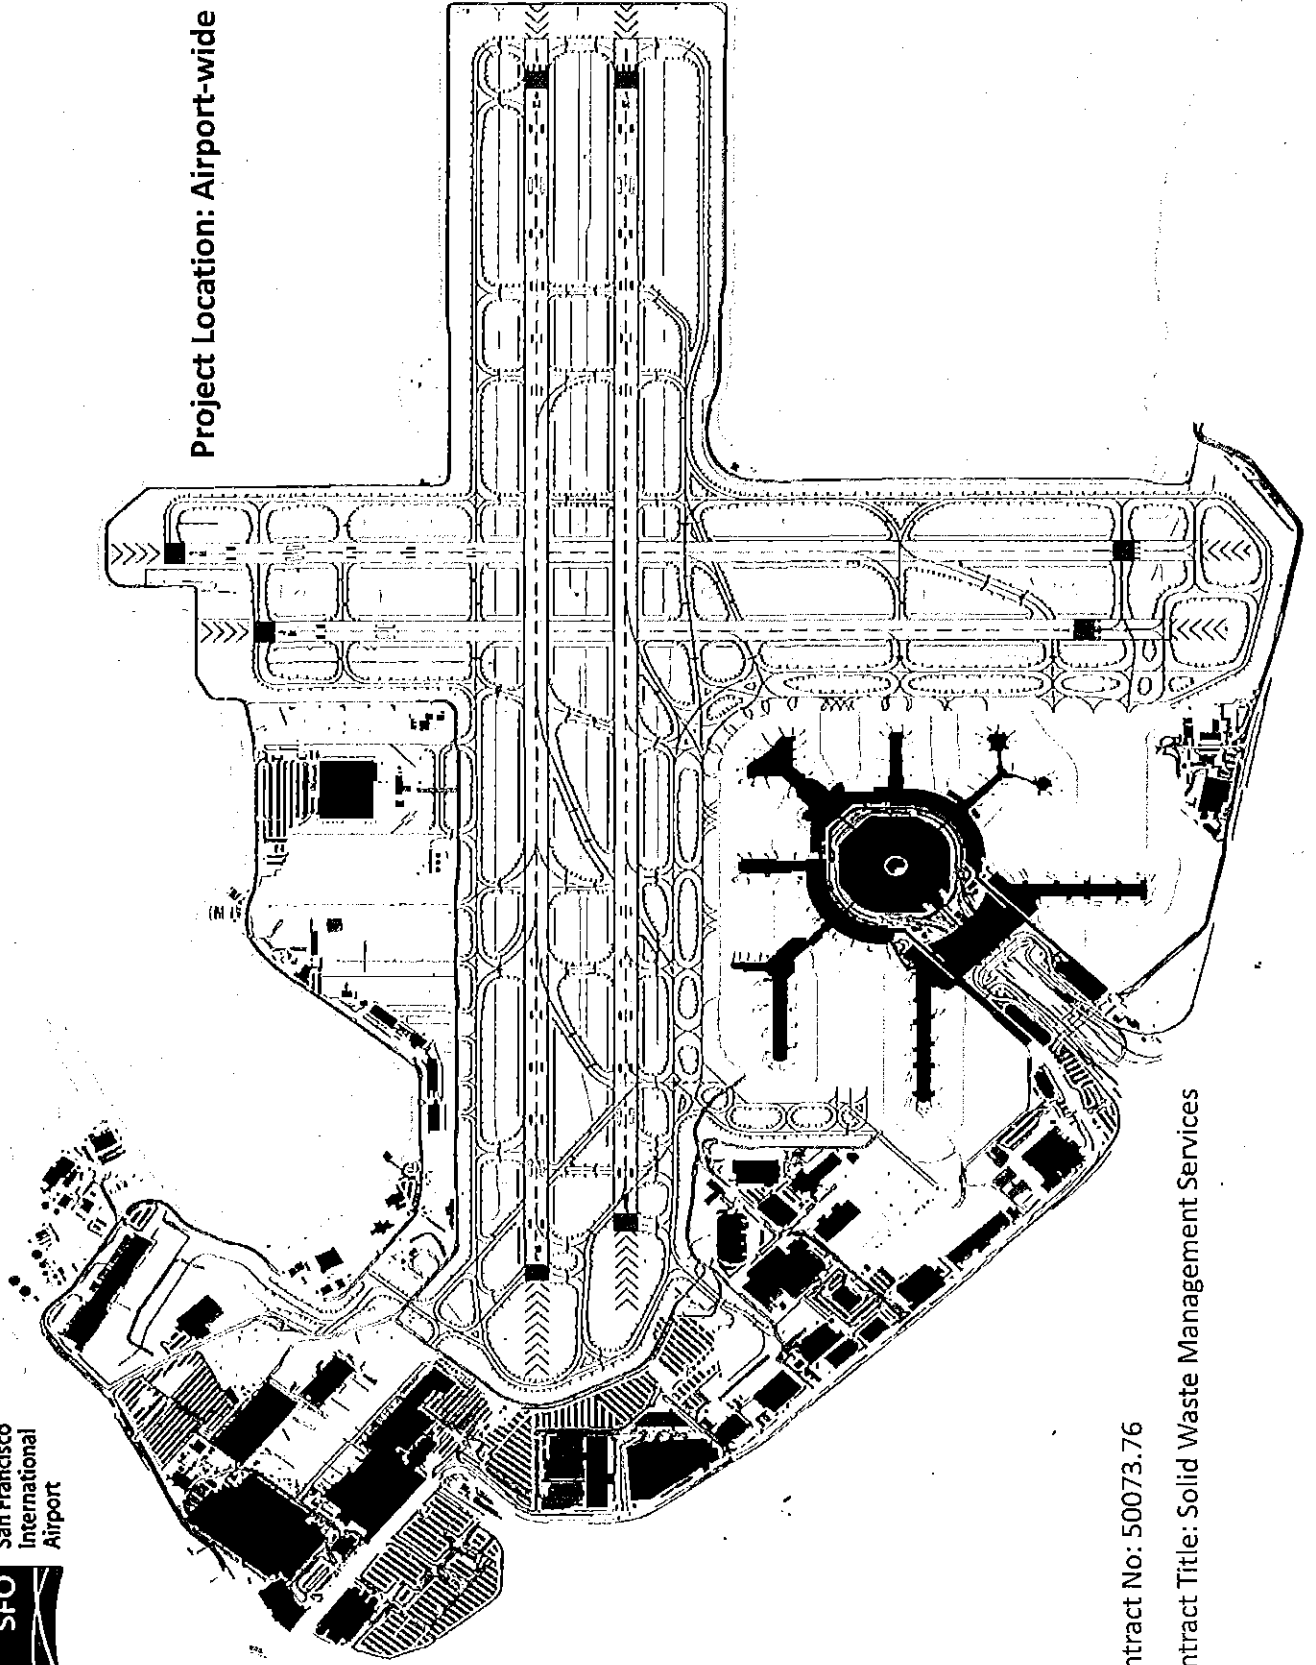 SFO
San Francisco
International
Airport
Project Location: Airport-wide
ntract No: 50073.76
ntract Title: Solid Waste Management Services